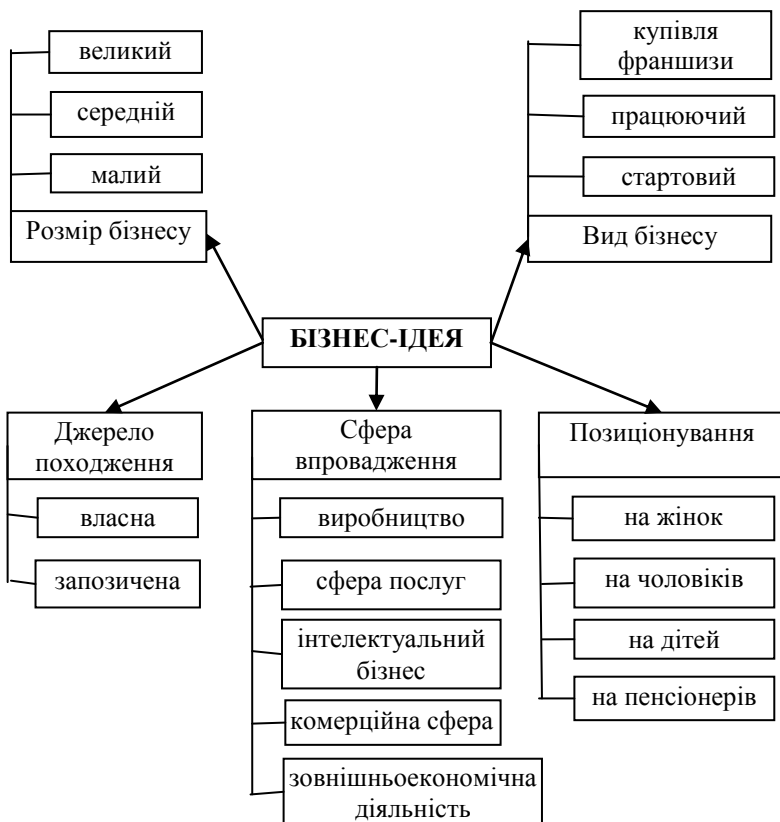 великий
середній
малий
Розмір бізнесу
купівля
франшизи
працюючий
стартовий
Вид бізнесу
БІЗНЕС-ІДЕЯ
Джерело
походження
власна
запозичена
Сфера
впровадження
виробництво
сфера послуг
інтелектуальний
бізнес
комерційна сфера
зовнішньоекономічна
діяльність
Позиціонування
на жінок
на чоловіків
на дітей
на пенсіонерів